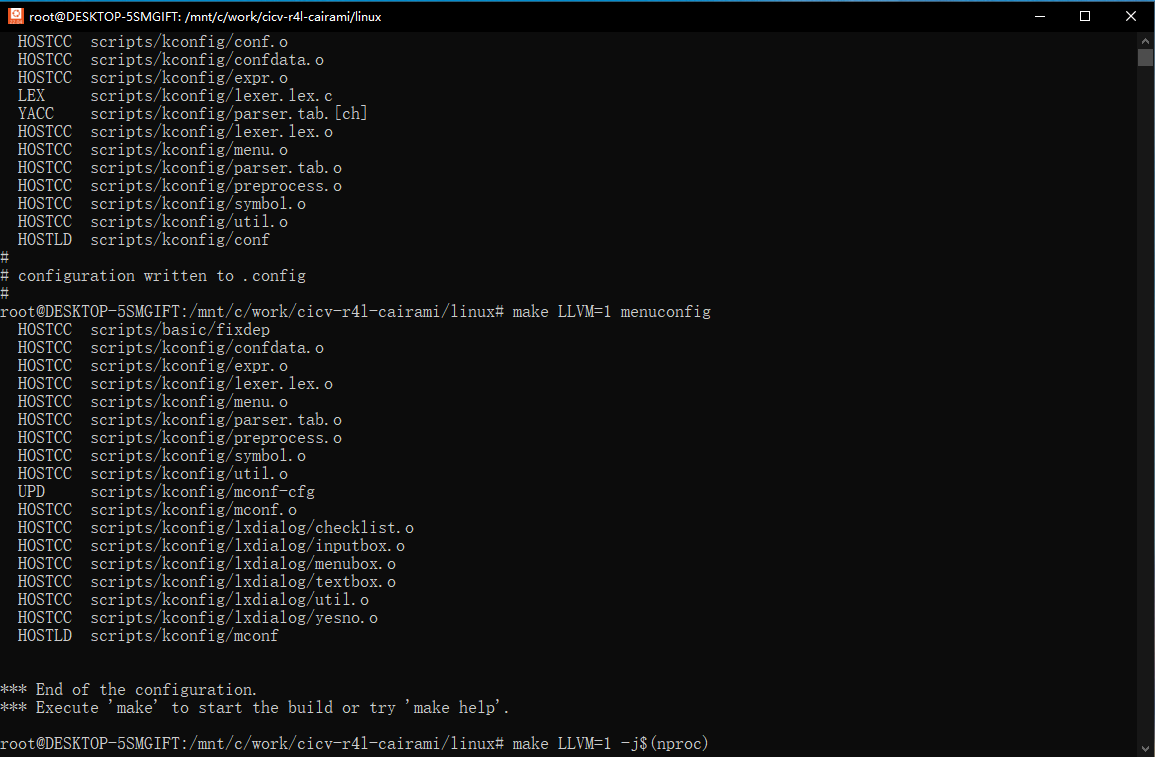 root@DESKTOP-5SMGIFT: /mnt/c/work/cicv-r4l-cairami/linux
HOSTCC  scripts/kconfig/conf.o
HOSTCC  scripts/kconfig/confdata.o
HOSTCC  scripts/kconfig/expr.o
LEX     scripts/kconfig/lexer.lex.c
YACC    scripts/kconfig/parser.tab.[ch]
HOSTCC  scripts/kconfig/lexer.lex.o
HOSTCC  scripts/kconfig/menu.o
HOSTCC  scripts/kconfig/parser.tab.o
HOSTCC  scripts/kconfig/preprocess.o
HOSTCC  scripts/kconfig/symbol.o
HOSTCC  scripts/kconfig/util.o
HOSTLD  scripts/kconfig/conf
#
# configuration written to .config
#
root@DESKTOP-5SMGIFT:/mnt/c/work/cicv-r4l-cairami/linux# make LLVM=1 menuconfig
HOSTCC  scripts/basic/fixdep
HOSTCC  scripts/kconfig/confdata.o
HOSTCC  scripts/kconfig/expr.o
HOSTCC  scripts/kconfig/lexer.lex.o
HOSTCC  scripts/kconfig/menu.o
HOSTCC  scripts/kconfig/parser.tab.o
HOSTCC  scripts/kconfig/preprocess.o
HOSTCC  scripts/kconfig/symbol.o
HOSTCC  scripts/kconfig/util.o
UPD     scripts/kconfig/mconf-cfg
HOSTCC  scripts/kconfig/mconf.o
HOSTCC  scripts/kconfig/lxdialog/checklist.o
HOSTCC  scripts/kconfig/lxdialog/inputbox.o
HOSTCC  scripts/kconfig/lxdialog/menubox.o
HOSTCC  scripts/kconfig/lxdialog/textbox.o
HOSTCC  scripts/kconfig/lxdialog/util.o
HOSTCC  scripts/kconfig/lxdialog/yesno.o
HOSTLD  scripts/kconfig/mconf
*** End of the configuration.
*** Execute 'make' to start the build or try 'make help'.
root@DESKTOP-5SMGIFT:/mnt/c/work/cicv-r4l-cairami/linux# make LLVM=1 -j$(nproc)